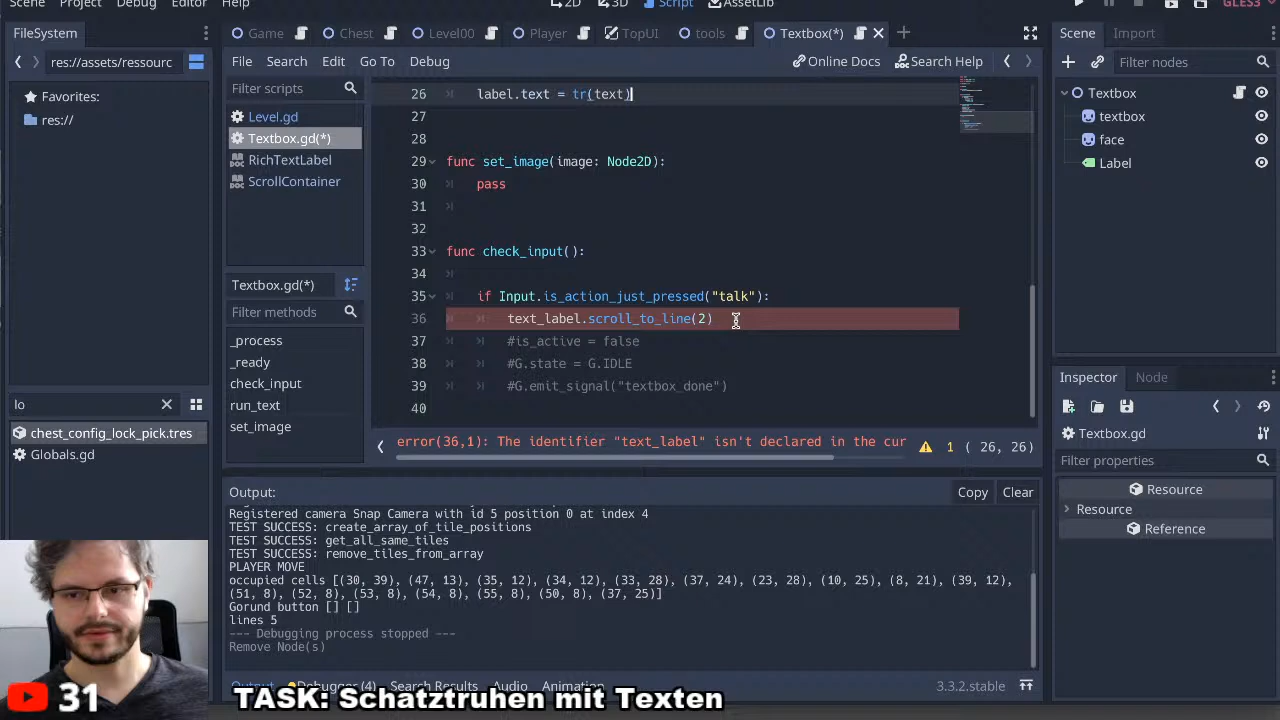 Scene Project Debug Editor Help
2D 3D Script AssetLib
GLES3
FileSystem
Game Chest Level00 Player TopUI tools Textbox(*)
Scene Import
res://assets/ressourc
File Search Edit Go To Debug
Online Docs Search Help
Filter nodes
Favorites:
res://
Filter scripts
Level.gd
Textbox.gd(*)
RichTextLabel
ScrollContainer
Textbox
textbox
face
Label
26 label.text = tr(text)
27
28
29 func set_image(image: Node2D):
30 pass
31
32
33 func check_input():
34
35 if Input.is_action_just_pressed("talk"):
36 text_label.scroll_to_line(2)
37 #is_active = false
38 #G.state = G.IDLE
39 #G.emit_signal("textbox_done")
40
Textbox.gd(*)
Filter methods
_process
_ready
check_input
run_text
set_image
lo
chest_config_lock_pick.tres
Globals.gd
error(36,1): The identifier "text_label" isn't declared in the cur
1 ( 26, 26)
Inspector Node
Textbox.gd
Filter properties
Resource
Resource
Reference
Output:
Copy Clear
Registered camera Snap Camera with id 5 position 0 at index 4
TEST SUCCESS: create_array_of_tile_positions
TEST SUCCESS: get_all_same_tiles
TEST SUCCESS: remove_tiles_from_array
PLAYER MOVE
occupied cells [(30, 39), (47, 13), (35, 12), (34, 12), (33, 28), (37, 24), (23, 28), (10, 25), (8, 21), (39, 12),
(51, 8), (52, 8), (53, 8), (54, 8), (55, 8), (50, 8), (37, 25)]
Gorund button [] []
lines 5
--- Debugging process stopped ---
Remove Node(s)
Output Debugger (4) Search Results Audio Animation
3.3.2.stable
31
TASK: Schatztruhen mit Texten